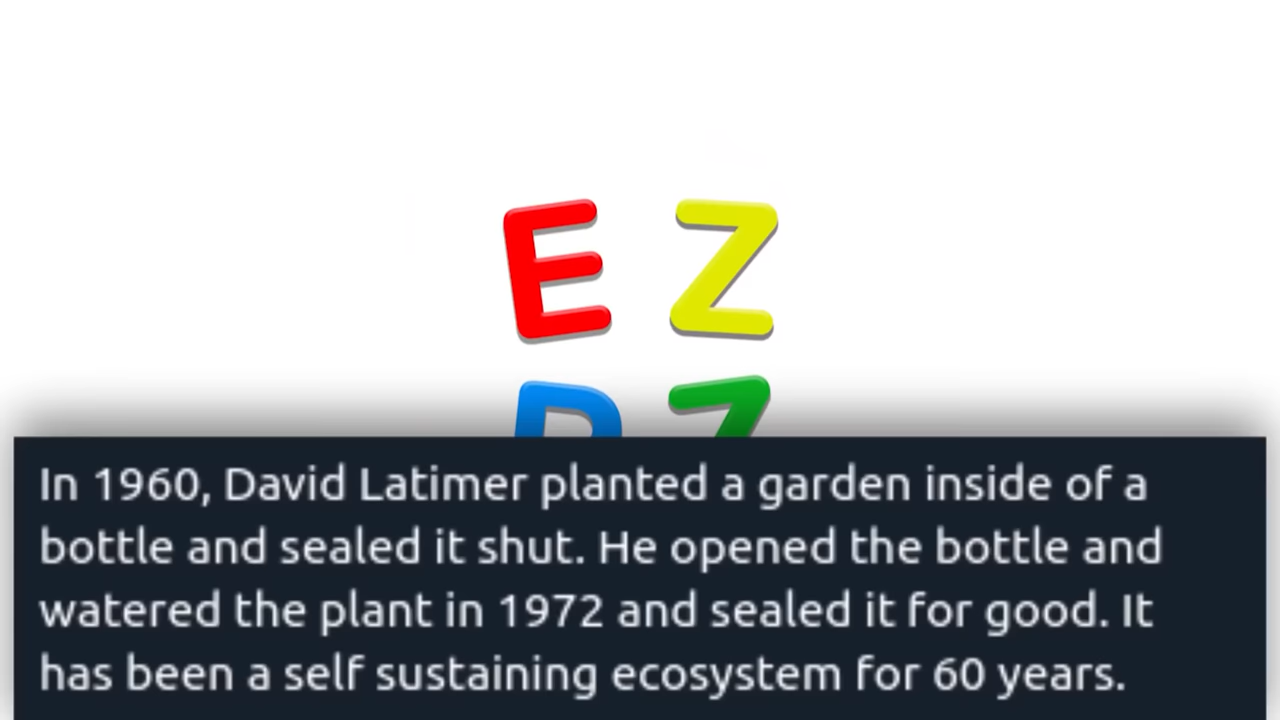 E Z
In 1960, David Latimer planted a garden inside of a
bottle and sealed it shut. He opened the bottle and
watered the plant in 1972 and sealed it for good. It
has been a self sustaining ecosystem for 60 years.